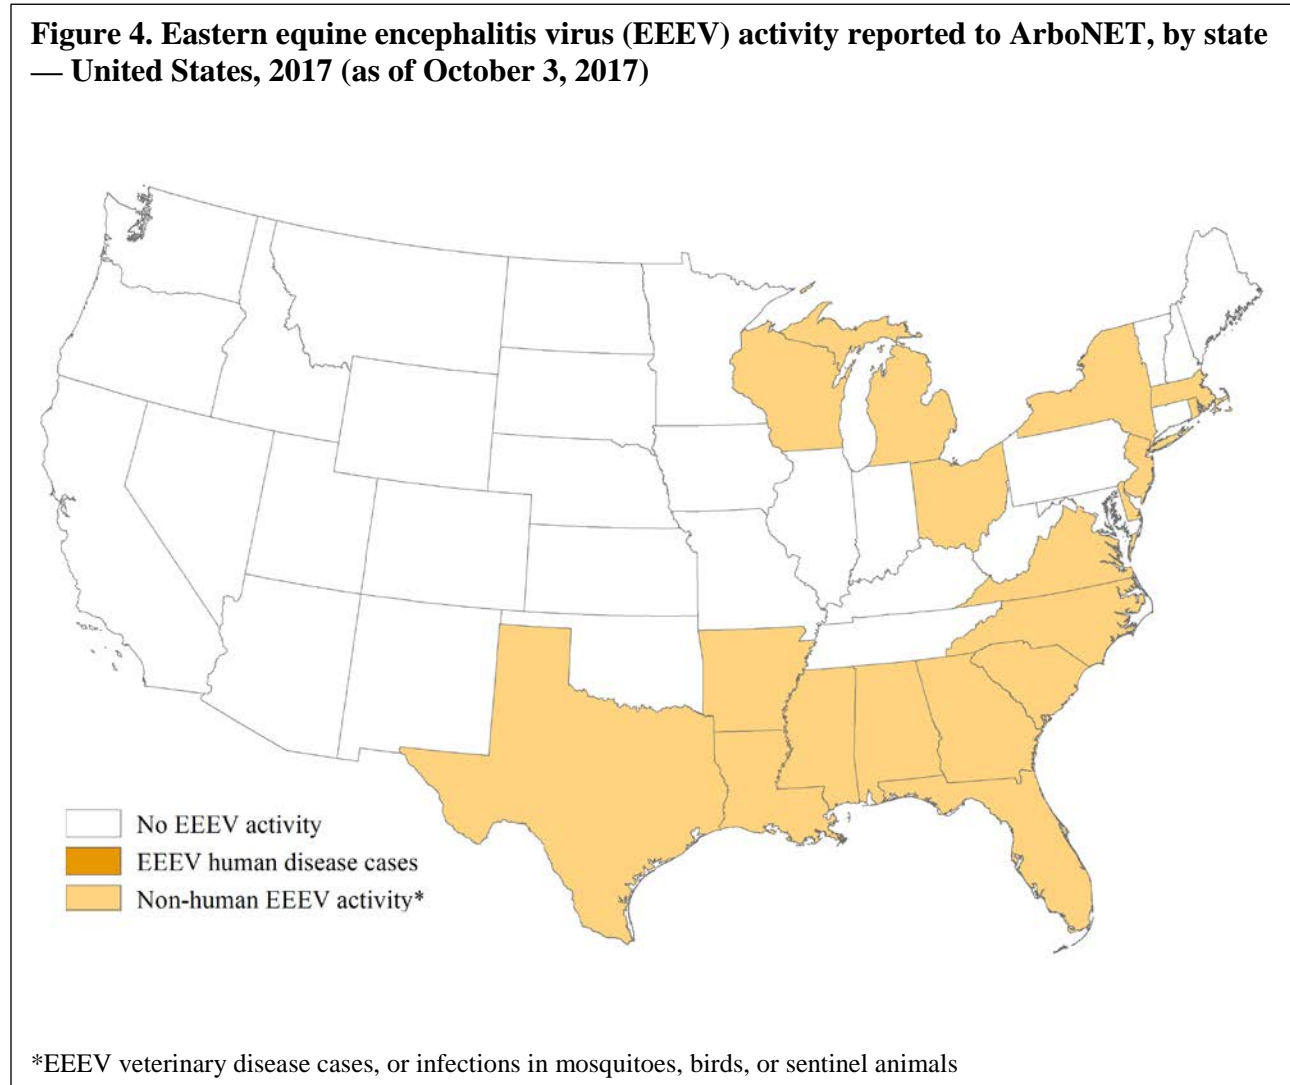 Figure 4. Eastern equine encephalitis virus (EEEV) activity reported to ArboNET, by state
— United States, 2017 (as of October 3, 2017)
No EEEV activity
EEEV human disease cases
Non-human EEEV activity*
*EEEV veterinary disease cases, or infections in mosquitoes, birds, or sentinel animals